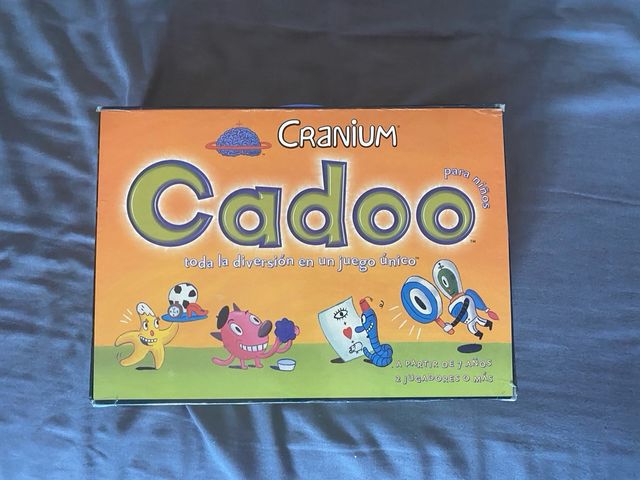 CRANIUM
Cadoo
para niños
toda la diversión en un juego único
A PARTIR DE 7 AÑOS
2 JUGADORES O MÁS